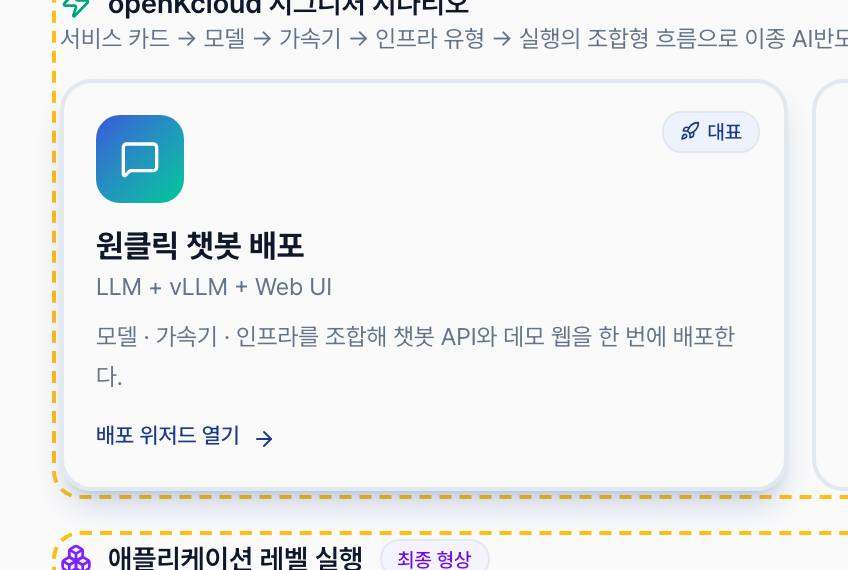 openKcloud 시그니처 시나리오
서비스 카드 → 모델 → 가속기 → 인프라 유형 → 실행의 조합형 흐름으로 이종 AI반도
대표
원클릭 챗봇 배포
LLM + vLLM + Web UI
모델 · 가속기 · 인프라를 조합해 챗봇 API와 데모 웹을 한 번에 배포한
다.
배포 위저드 열기 →
애플리케이션 레벨 실행 최종 형상